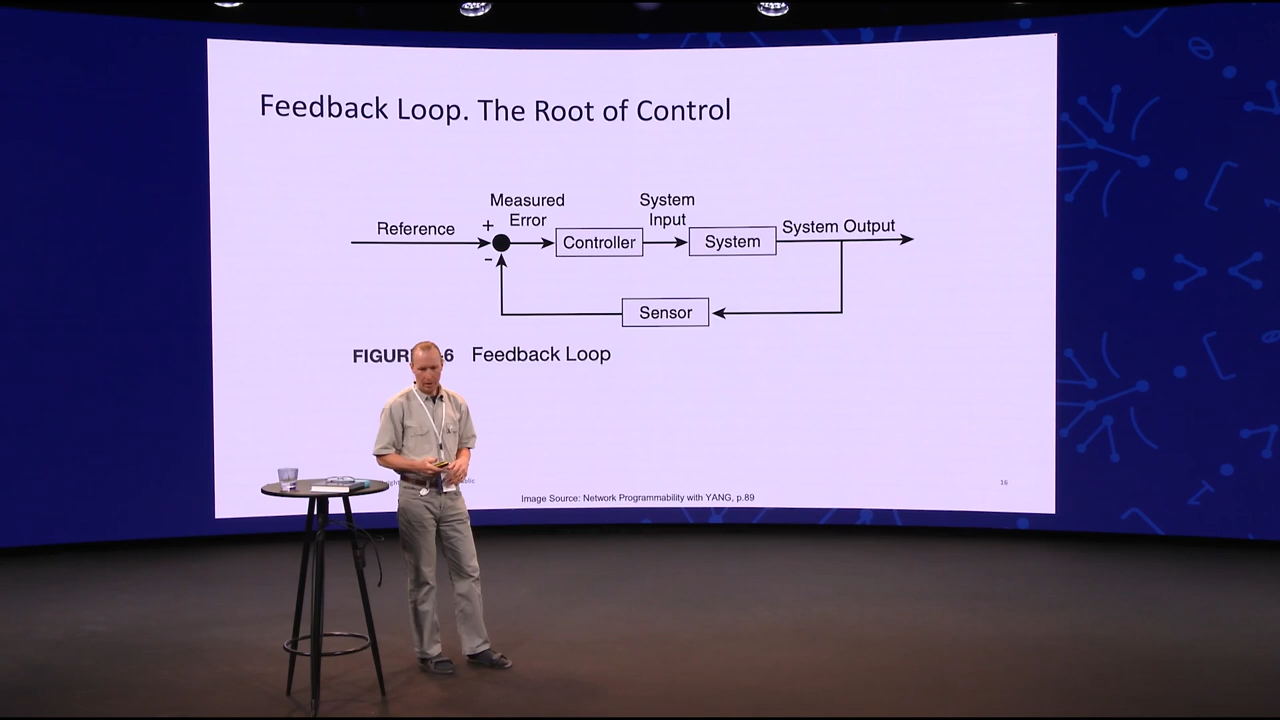 Feedback Loop. The Root of Control
Measured
Error
System
Input
Reference
+
-
Controller
System
System Output
Sensor
Feedback Loop
Image Source: Network Programmability with YANG, p.89
16